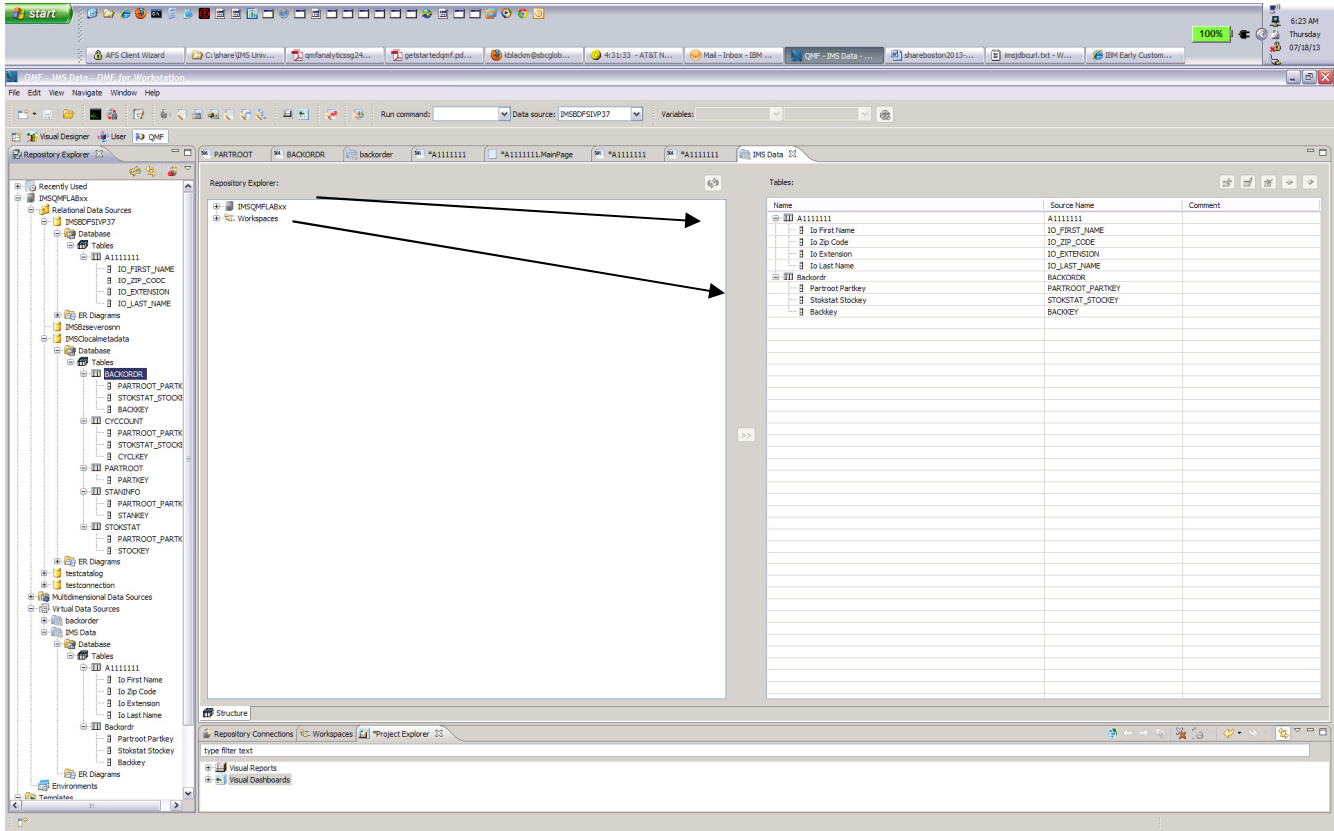 start
100%
6:23 AM
Thursday
07/18/13
AFS Client Wizard
C:\share\IMS Univ...
qmfanalyticssg24...
getstartedqmf.pd...
kblackm@sbcglob...
4:31:33 - AT&T N...
Mail - Inbox - IBM ...
QMF - IMS Data - ...
shareboston2013-...
imsjdbcurl.txt - W...
IBM Early Custom...
QMF - IMS Data - QMF for Workstation
File Edit View Navigate Window Help
Run command:
Data source: IMSBDFSIVP37
Variables:
Visual Designer
User
QMF
Repository Explorer
PARTROOT
BACKORDR
backorder
*A1111111
*A1111111.MainPage
*A1111111
*A1111111
IMS Data
Recently Used
IMSQMFLABxx
Relational Data Sources
IMSBDFSIVP37
Database
Tables
A1111111
IO_FIRST_NAME
IO_ZIP_CODE
IO_EXTENSION
IO_LAST_NAME
ER Diagrams
IMSBzseverosnn
IMSClocalmetadata
Database
Tables
BACKORDR
PARTROOT_PARTK
STOKSTAT_STOCKE
BACKKEY
CYCCOUNT
PARTROOT_PARTK
STOKSTAT_STOCKE
CYCLKEY
PARTROOT
PARTKEY
STANINFO
PARTROOT_PARTK
STANKEY
STOKSTAT
PARTROOT_PARTK
STOCKEY
ER Diagrams
testcatalog
testconnection
Multidimensional Data Sources
Virtual Data Sources
backorder
IMS Data
Database
Tables
A1111111
Io First Name
Io Zip Code
Io Extension
Io Last Name
Backordr
Partroot Partkey
Stokstat Stockey
Backkey
ER Diagrams
Environments
Templates
Repository Explorer:
IMSQMFLABxx
Workspaces
>>
Tables:
Name Source Name Comment
A1111111 A1111111
Io First Name IO_FIRST_NAME
Io Zip Code IO_ZIP_CODE
Io Extension IO_EXTENSION
Io Last Name IO_LAST_NAME
Backordr BACKORDR
Partroot Partkey PARTROOT_PARTKEY
Stokstat Stockey STOKSTAT_STOCKEY
Backkey BACKKEY
Structure
Repository Connections
Workspaces
*Project Explorer
type filter text
Visual Reports
Visual Dashboards